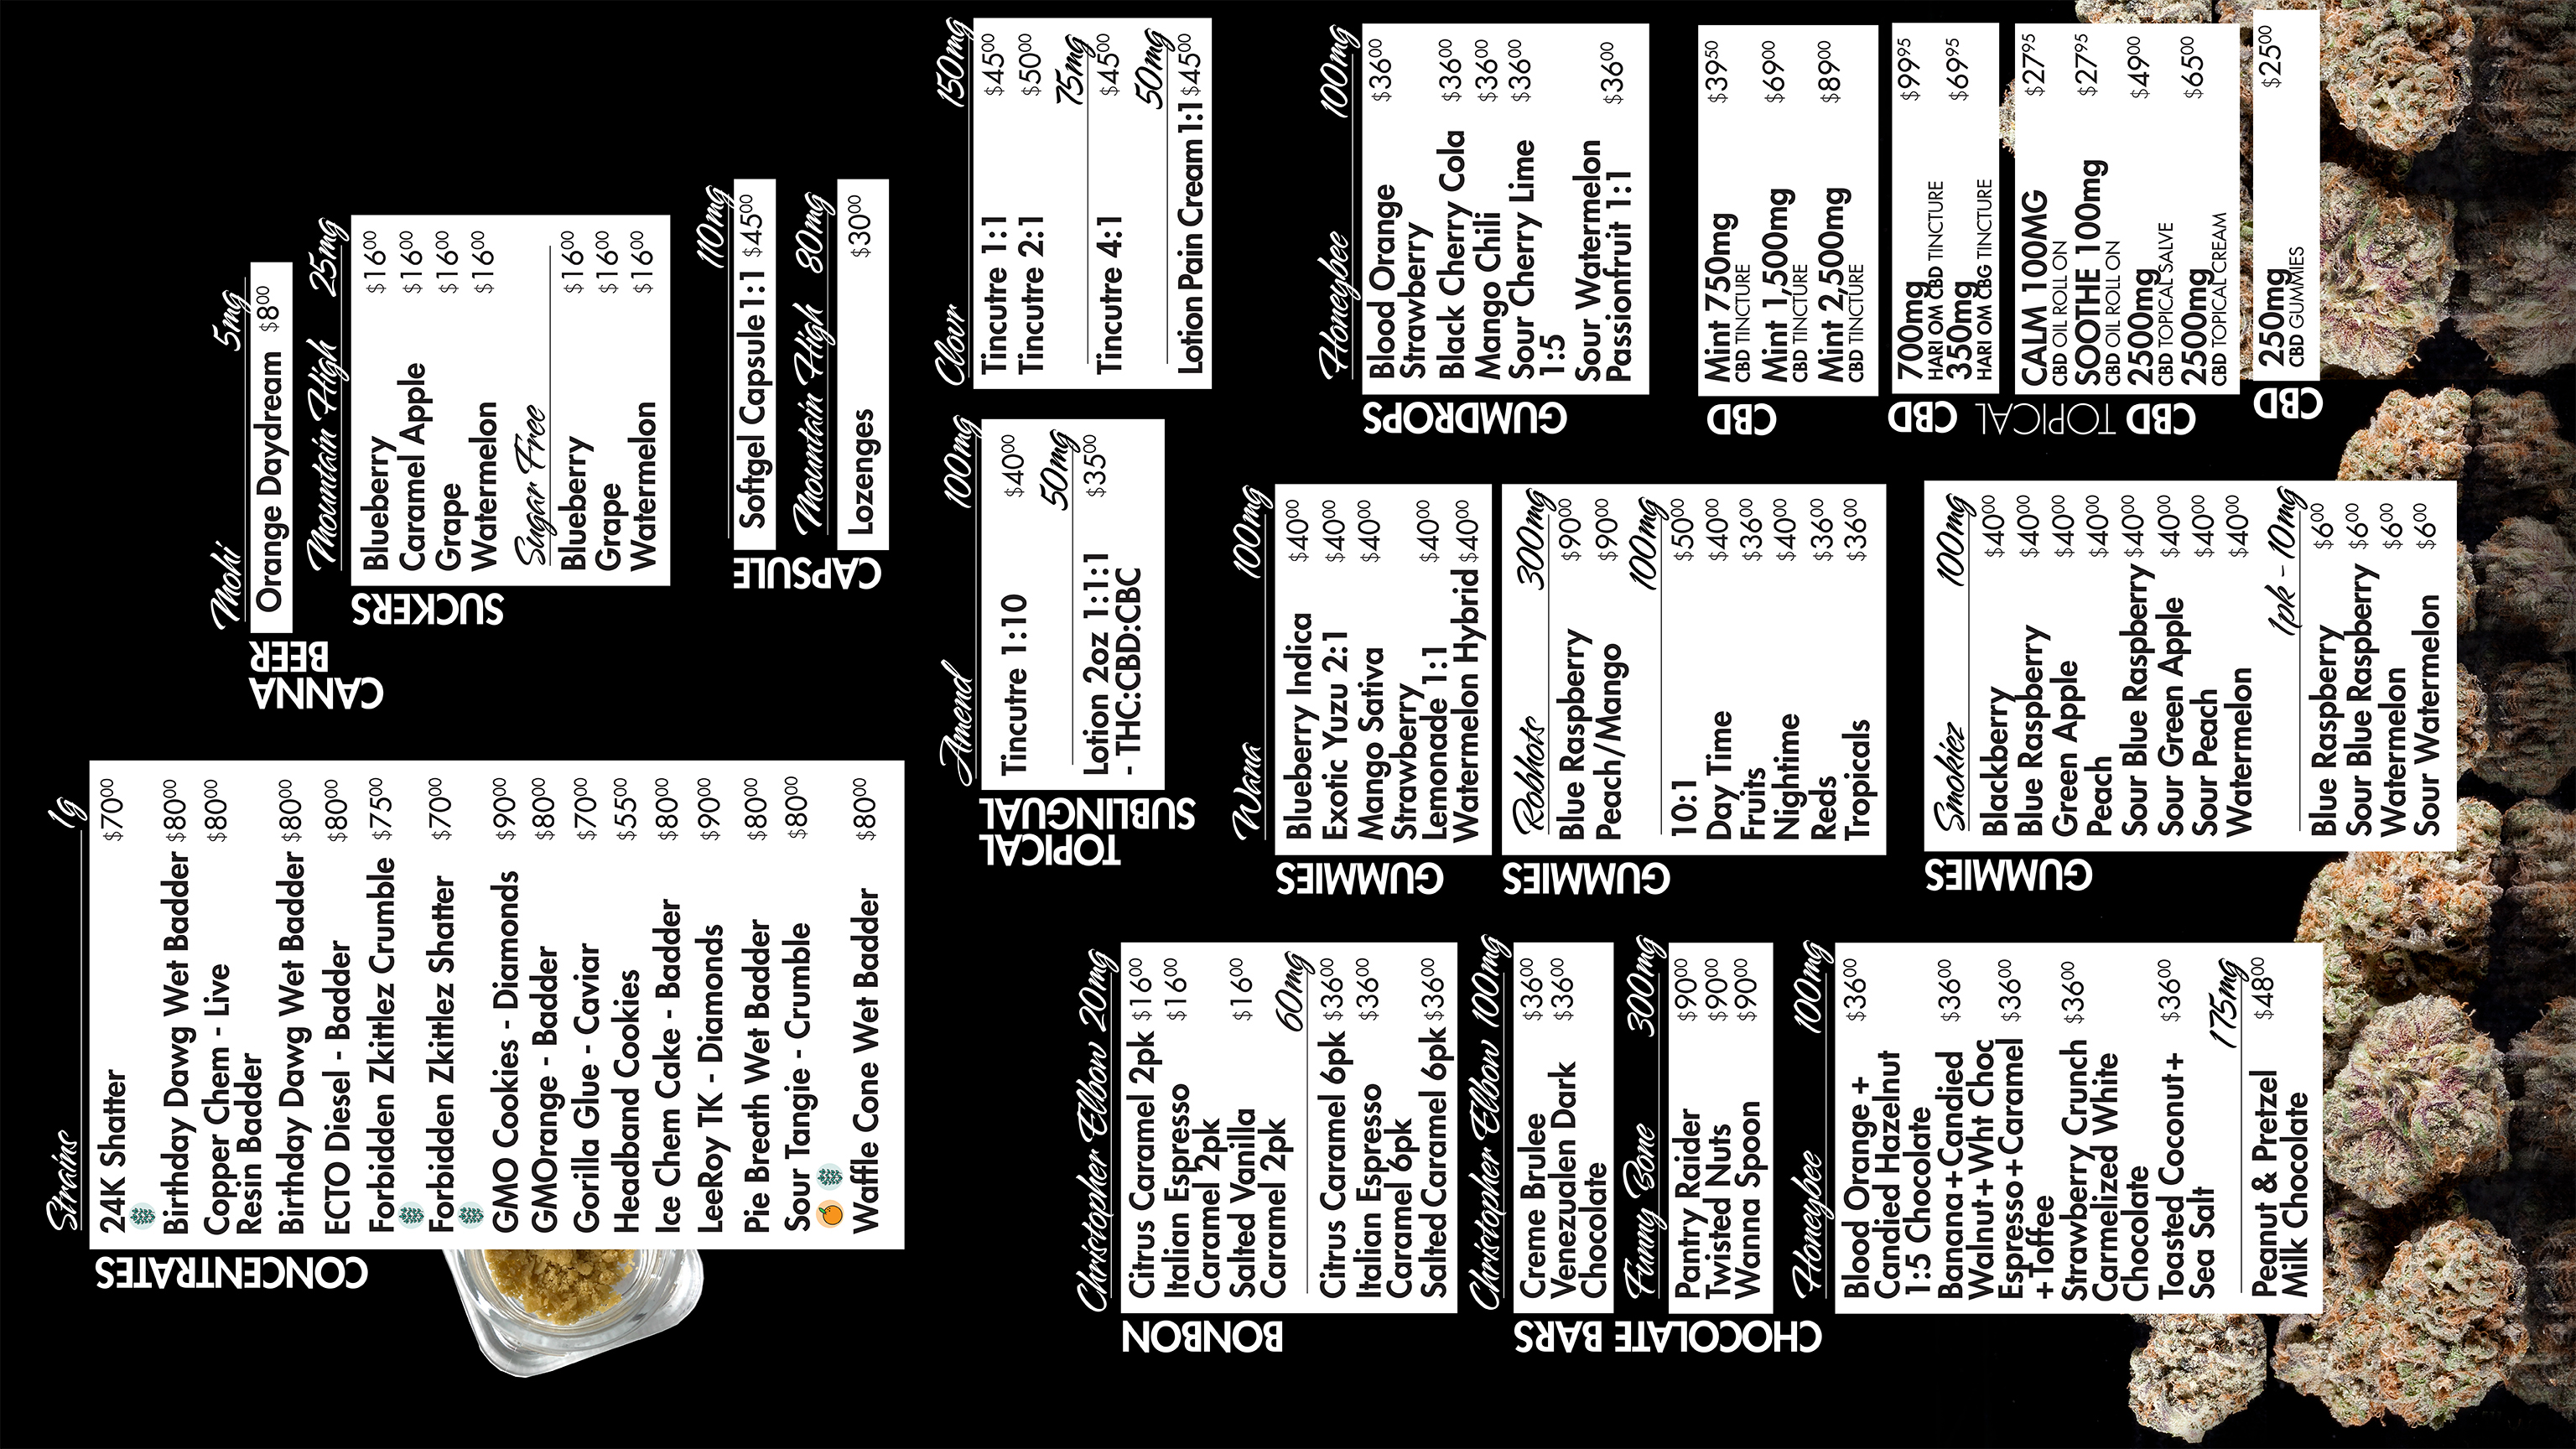 CONCENTRATES
Strains 1g
24K Shatter $70.00
Birthday Dawg Wet Badder $80.00
Copper Chem - Live $80.00
Resin Badder
Birthday Dawg Wet Badder $80.00
ECTO Diesel - Badder $80.00
Forbidden Zkittlez Crumble $75.00
Forbidden Zkittlez Shatter $70.00
GMO Cookies - Diamonds $90.00
GMOrange - Badder $80.00
Gorilla Glue - Caviar $70.00
Headband Cookies $55.00
Ice Chem Cake - Badder $80.00
LeeRoy TK - Diamonds $90.00
Pie Breath Wet Badder $80.00
Sour Tangie - Crumble $80.00
Waffle Cone Wet Badder $80.00
CANNA
BEER
Mohi 5mg
Orange Daydream $8.00
SUCKERS
Mountain High 25mg
Blueberry $16.00
Caramel Apple $16.00
Grape $16.00
Watermelon $16.00
Sugar Free
Blueberry $16.00
Grape $16.00
Watermelon $16.00
CAPSULE
110mg
Softgel Capsule 1:1 $45.00
Mountain High 80mg
Lozenges $30.00
TOPICAL
SUBLINGUAL
Amend 100mg
Tincutre 1:10 $40.00
50mg
Lotion 2oz 1:1:1 $35.00
- THC:CBD:CBC
Clour 150mg
Tincutre 1:1 $45.00
Tincutre 2:1 $50.00
75mg
Tincutre 4:1 $45.00
50mg
Lotion Pain Cream 1:1 $45.00
BONBON
Christopher Elbow 20mg
Citrus Caramel 2pk $16.00
Italian Espresso $16.00
Caramel 2pk
Salted Vanilla $16.00
Caramel 2pk
60mg
Citrus Caramel 6pk $36.00
Italian Espresso $36.00
Caramel 6pk
Salted Caramel 6pk $36.00
CHOCOLATE BARS
Christopher Elbow 100mg
Creme Brulee $36.00
Venezualen Dark $36.00
Chocolate
Funny Bone 300mg
Pantry Raider $90.00
Twisted Nuts $90.00
Wanna Spoon $90.00
Honeybee 100mg
Blood Orange + $36.00
Candied Hazelnut
1:5 Chocolate
Banana + Candied $36.00
Walnut + Wht Choc
Espresso + Caramel $36.00
+ Toffee
Strawberry Crunch $36.00
Carmelized White
Chocolate
Toasted Coconut + $36.00
Sea Salt
175mg
Peanut & Pretzel $48.00
Milk Chocolate
GUMMIES
Wana 100mg
Blueberry Indica $40.00
Exotic Yuzu 2:1 $40.00
Mango Sativa $40.00
Strawberry
Lemonade 1:1 $40.00
Watermelon Hybrid $40.00
GUMMIES
Robhots 300mg
Blue Raspberry $90.00
Peach/Mango $90.00
100mg
10:1 $50.00
Day Time $40.00
Fruits $36.00
Nightime $40.00
Reds $36.00
Tropicals $36.00
GUMMIES
Smokiez 100mg
Blackberry $40.00
Blue Raspberry $40.00
Green Apple $40.00
Peach $40.00
Sour Blue Raspberry $40.00
Sour Green Apple $40.00
Sour Peach $40.00
Watermelon $40.00
1pk - 10mg
Blue Raspberry $6.00
Sour Blue Raspberry $6.00
Watermelon $6.00
Sour Watermelon $6.00
GUMDROPS
Honeybee 100mg
Blood Orange $36.00
Strawberry
Black Cherry Cola $36.00
Mango Chili $36.00
Sour Cherry Lime $36.00
1:5
Sour Watermelon
Passionfruit 1:1 $36.00
CBD
Mint 750mg $39.50
CBD TINCTURE
Mint 1,500mg $69.00
CBD TINCTURE
Mint 2,500mg $89.00
CBD TINCTURE
CBD
700mg $99.95
HARI OM CBD TINCTURE
350mg $69.95
HARI OM CBG TINCTURE
TOPICAL CBD
CALM 100MG $27.95
CBD OIL ROLL ON
SOOTHE 100mg $27.95
CBD OIL ROLL ON
2500mg $49.00
CBD TOPICAL SALVE
2500mg $65.00
CBD TOPICAL CREAM
CBD
250mg $25.00
CBD GUMMIES